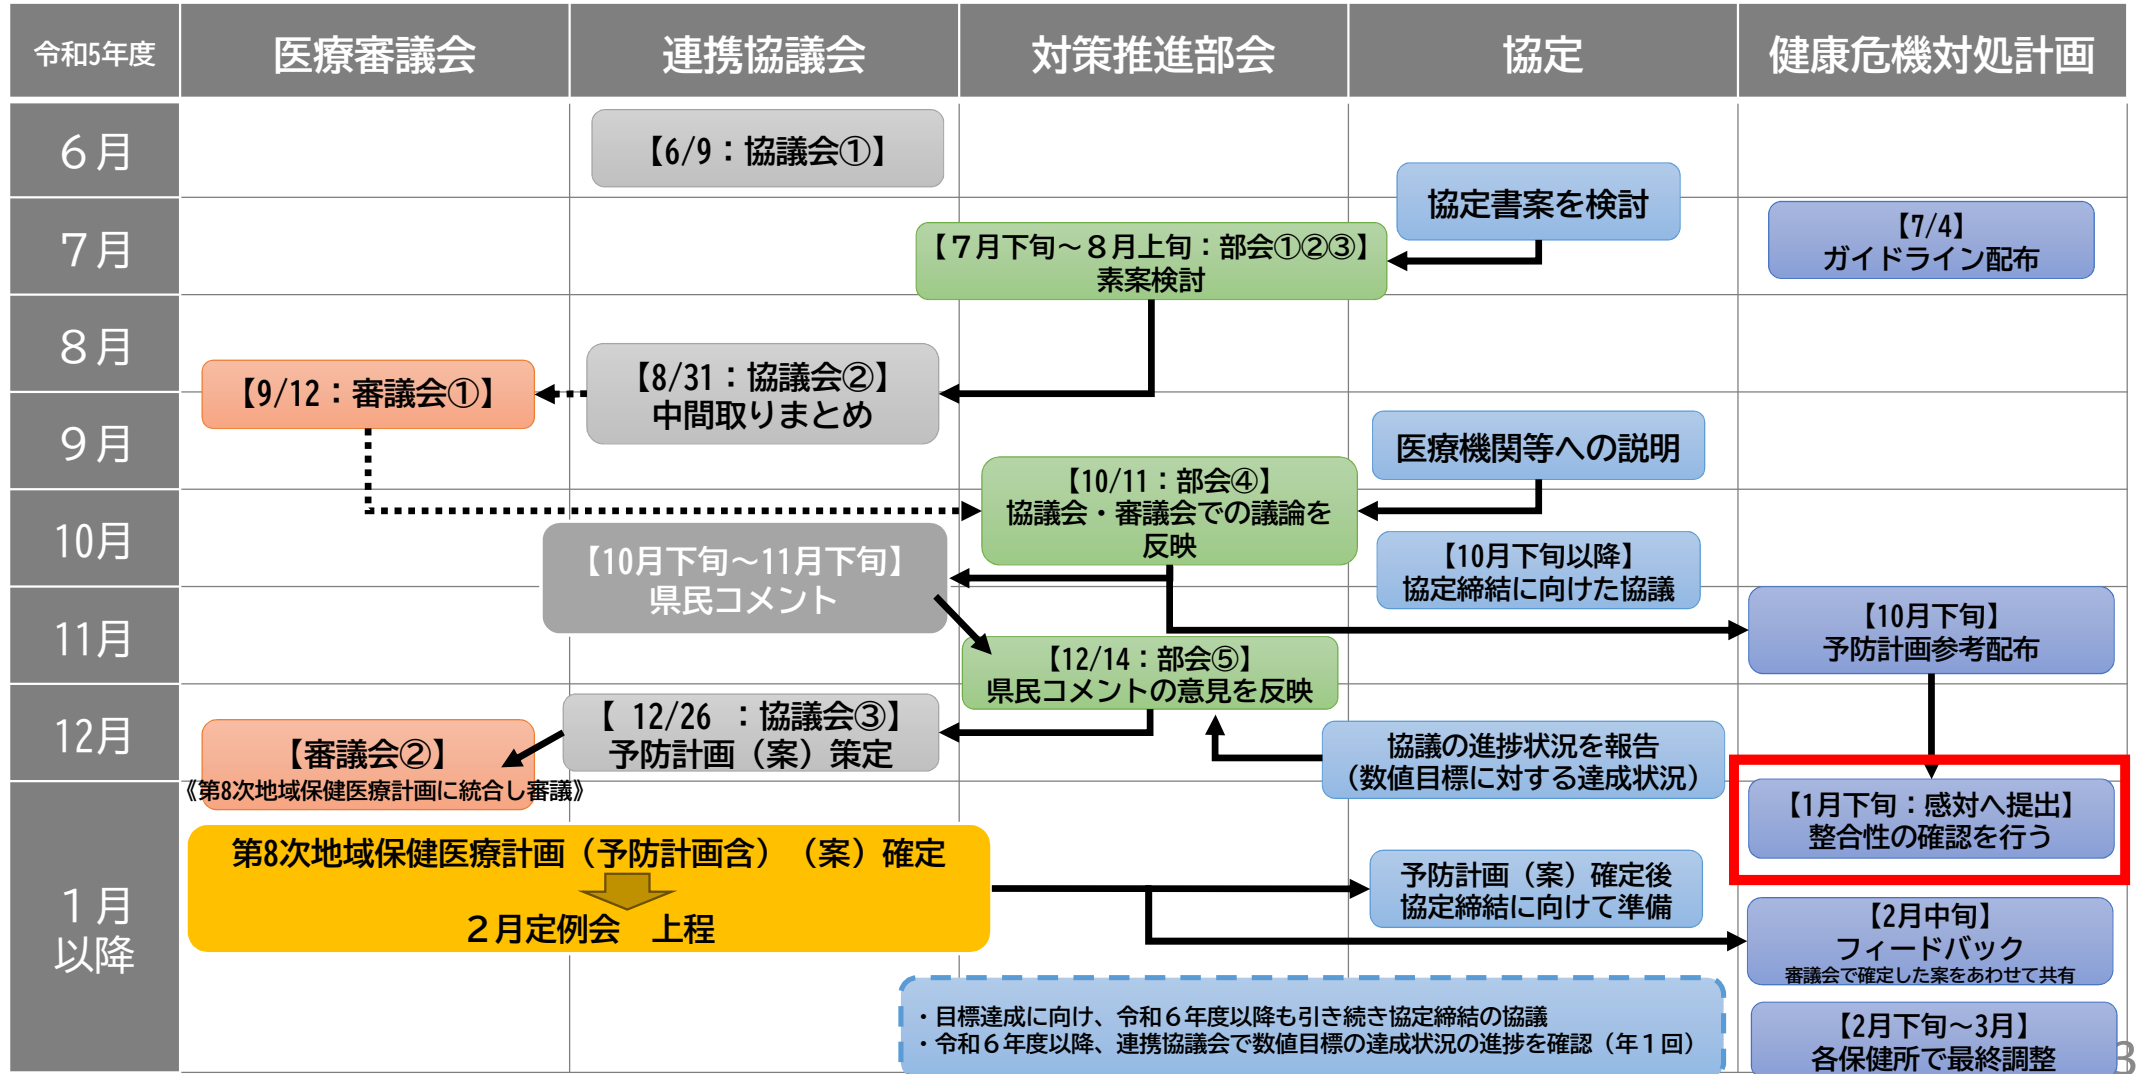 令和5年度
医療審議会
連携協議会
対策推進部会
協定
健康危機対処計画
６月
【6/9：協議会①】
協定書案を検討
７月
【７月下旬～８月上旬：部会①②③】
素案検討
【7/4】
ガイドライン配布
８月
【9/12：審議会①】
【8/31：協議会②】
中間取りまとめ
９月
医療機関等への説明
【10/11：部会④】
協議会・審議会での議論を
反映
10月
【10月下旬～11月下旬】
県民コメント
【10月下旬以降】
協定締結に向けた協議
11月
【10月下旬】
予防計画参考配布
【12/14：部会⑤】
県民コメントの意見を反映
12月
【審議会②】
《第8次地域保健医療計画に統合し審議》
【 12/26 ：協議会③】
予防計画（案）策定
協議の進捗状況を報告
（数値目標に対する達成状況）
１月
以降
【1月下旬：感対へ提出】
整合性の確認を行う
第8次地域保健医療計画（予防計画含）（案）確定
２月定例会　上程
予防計画（案）確定後
協定締結に向けて準備
【2月中旬】
フィードバック
審議会で確定した案をあわせて共有
・目標達成に向け、令和６年度以降も引き続き協定締結の協議
・令和６年度以降、連携協議会で数値目標の達成状況の進捗を確認（年１回）
【2月下旬～3月】
各保健所で最終調整
3